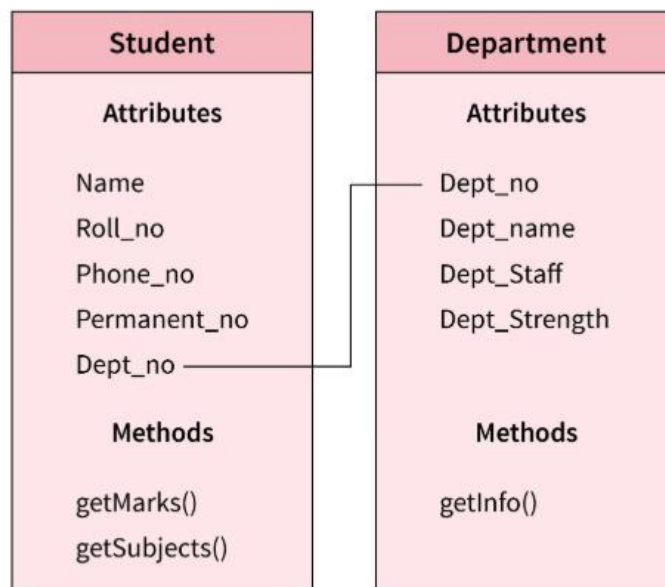 Student
Attributes
Name
Roll_no
Phone_no
Permanent_no
Dept_no
Methods
getMarks()
getSubjects()
Department
Attributes
Dept_no
Dept_name
Dept_Staff
Dept_Strength
Methods
getInfo()